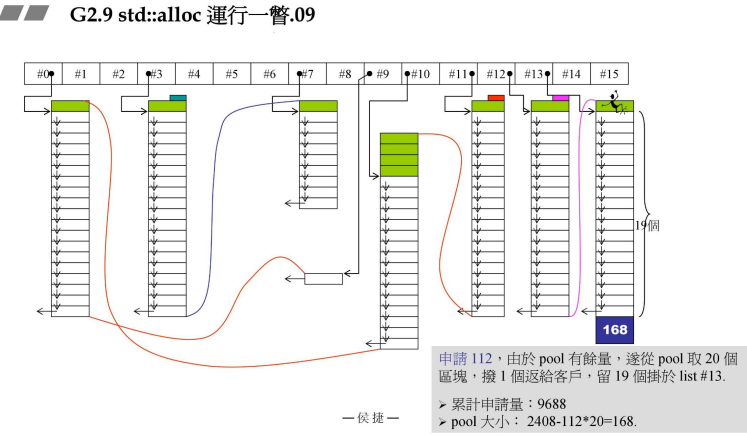 G2.9 std::alloc 運行一瞥.09
#0 #1 #2 #3 #4 #5 #6 #7 #8 #9 #10 #11 #12 #13 #14 #15
19個
168
申請 112,由於 pool 有餘量,遂從 pool 取 20 個
區塊,撥 1 個返給客戶,留 19 個掛於 list #13.
➢ 累計申請量:9688
➢ pool 大小: 2408-112*20=168.
—侯捷—